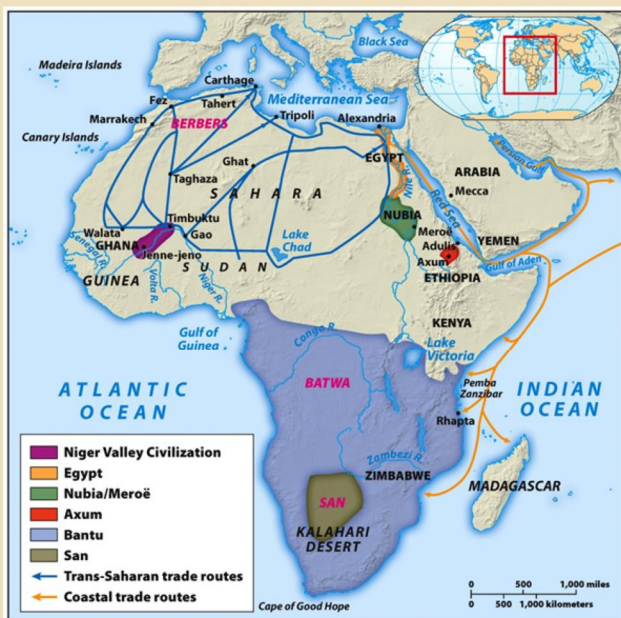 Black Sea
Madeira Islands
Carthage
Fez
Tahert
Mediterranean Sea
Marrakech
BERBERS
Tripoli
Alexandria
Canary Islands
EGYPT
Persian Gulf
Ghat
ARABIA
Taghaza
Nile
Mecca
SAHARA
Red Sea
NUBIA
Timbuktu
Meroë
Walata
Gao
Lake
Chad
Adulis
YEMEN
GHANA
Senegal R.
Jenne-jeno
SUDAN
Axum
Gulf of Aden
GUINEA
Volta R.
Niger R.
ETHIOPIA
Gulf of
Guinea
KENYA
Congo R.
Lake
Victoria
ATLANTIC
OCEAN
BATWA
Pemba
Zanzibar
INDIAN
OCEAN
Rhapta
Zambezi R.
ZIMBABWE
MADAGASCAR
SAN
KALAHARI
DESERT
Niger Valley Civilization
Egypt
Nubia/Meroë
Axum
Bantu
San
Trans-Saharan trade routes
Coastal trade routes
Cape of Good Hope
0 500 1,000 miles
0 500 1,000 kilometers